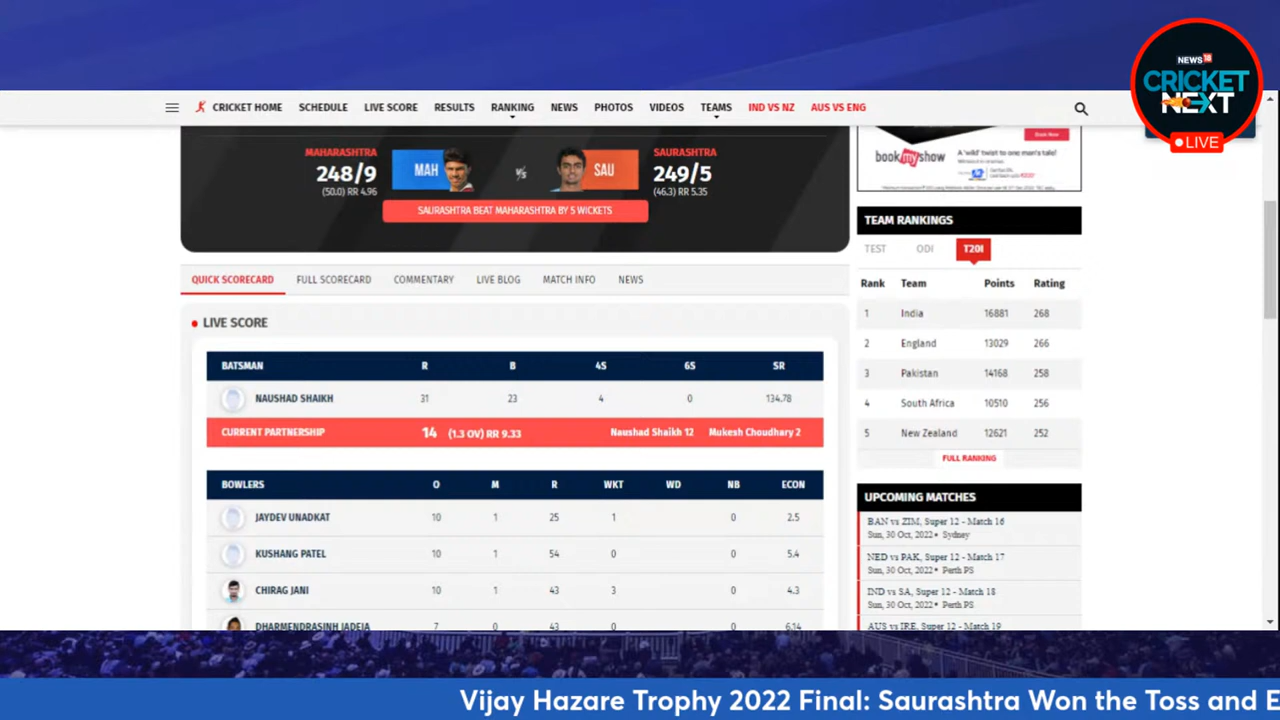 NEWS18
CRICKET
NEXT
LIVE
CRICKET HOME SCHEDULE LIVE SCORE RESULTS RANKING NEWS PHOTOS VIDEOS TEAMS IND VS NZ AUS VS ENG
MAHARASHTRA
248/9
(50.0) RR 4.96
MAH
VS
SAU
SAURASHTRA
249/5
(46.3) RR 5.35
SAURASHTRA BEAT MAHARASHTRA BY 5 WICKETS
Book Now
bookmyshow
A 'wild' twist to one man's tale!
TEAM RANKINGS
TEST ODI T20I
Rank Team Points Rating
1 India 16881 268
2 England 13029 266
3 Pakistan 14168 258
4 South Africa 10510 256
5 New Zealand 12621 252
FULL RANKING
QUICK SCORECARD FULL SCORECARD COMMENTARY LIVE BLOG MATCH INFO NEWS
LIVE SCORE
BATSMAN R B 4S 6S SR
NAUSHAD SHAIKH 31 23 4 0 134.78
CURRENT PARTNERSHIP 14 (1.3 OV) RR 9.33 Naushad Shaikh 12 Mukesh Choudhary 2
BOWLERS O M R WKT WD NB ECON
JAYDEV UNADKAT 10 1 25 1 0 2.5
KUSHANG PATEL 10 1 54 0 0 5.4
CHIRAG JANI 10 1 43 3 0 4.3
DHARMENDRASINH JADEJA 7 0 43 0 0 6.14
UPCOMING MATCHES
BAN vs ZIM, Super 12 - Match 16
Sun, 30 Oct, 2022• Sydney
NED vs PAK, Super 12 - Match 17
Sun, 30 Oct, 2022• Perth PS
IND vs SA, Super 12 - Match 18
Sun, 30 Oct, 2022• Perth PS
AUS vs IRE, Super 12 - Match 19
Vijay Hazare Trophy 2022 Final: Saurashtra Won the Toss and E